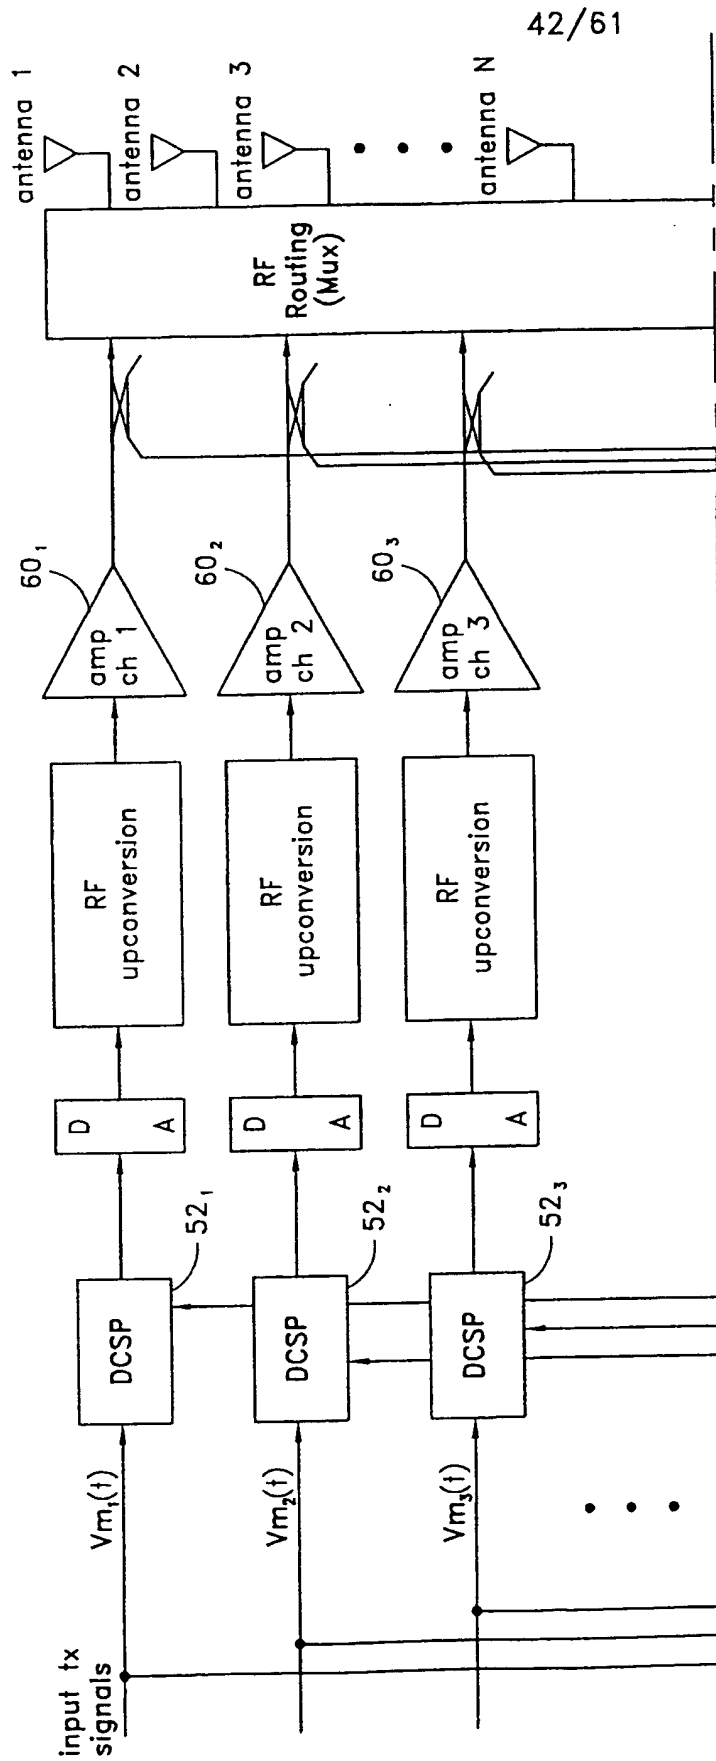 42/61
input tx
signals
Vm₁(t)
DCSP
52₁
D
A
RF
upconversion
amp
ch 1
60₁
Vm₂(t)
DCSP
52₂
D
A
RF
upconversion
amp
ch 2
60₂
Vm₃(t)
DCSP
52₃
D
A
RF
upconversion
amp
ch 3
60₃
RF
Routing
(Mux)
antenna 1
antenna 2
antenna 3
antenna N